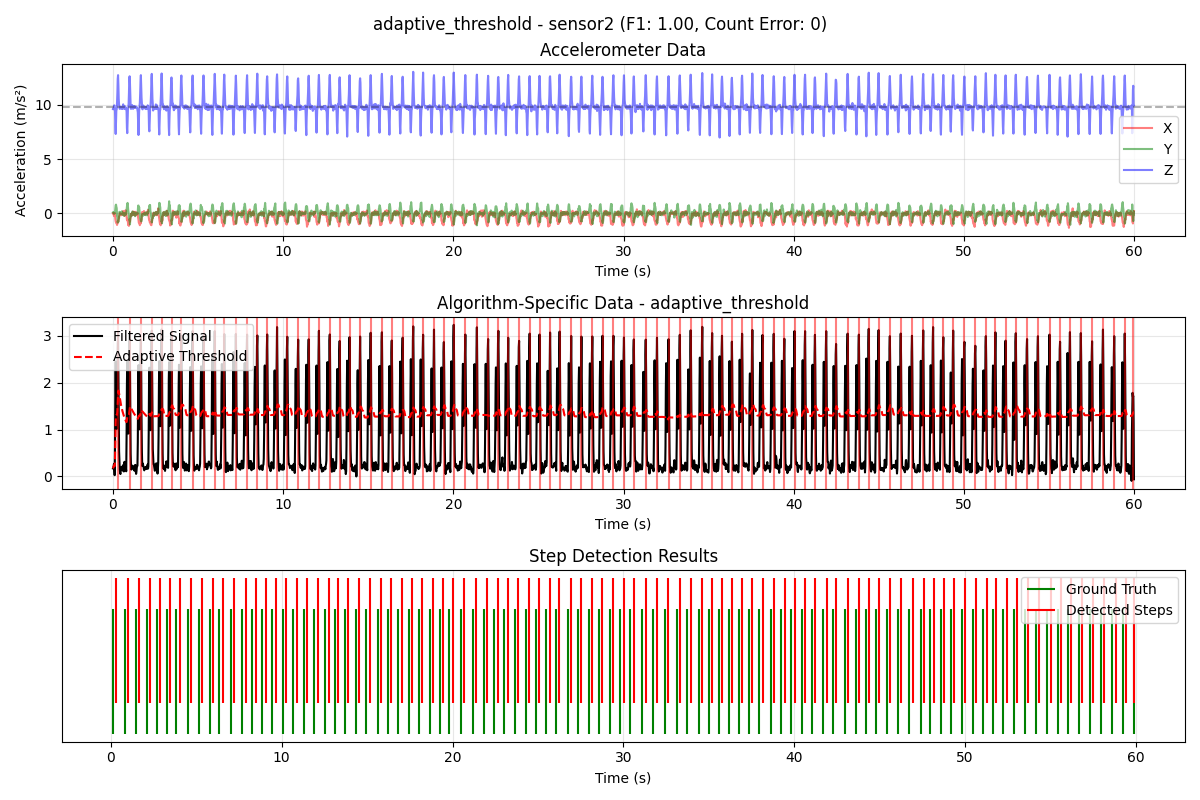 adaptive_threshold - sensor2 (F1: 1.00, Count Error: 0)
Accelerometer Data
Acceleration (m/s²)
10
5
0
X
Y
Z
0 10 20 30 40 50 60
Time (s)
Algorithm-Specific Data - adaptive_threshold
3
2
1
0
Filtered Signal
Adaptive Threshold
0 10 20 30 40 50 60
Time (s)
Step Detection Results
Ground Truth
Detected Steps
0 10 20 30 40 50 60
Time (s)